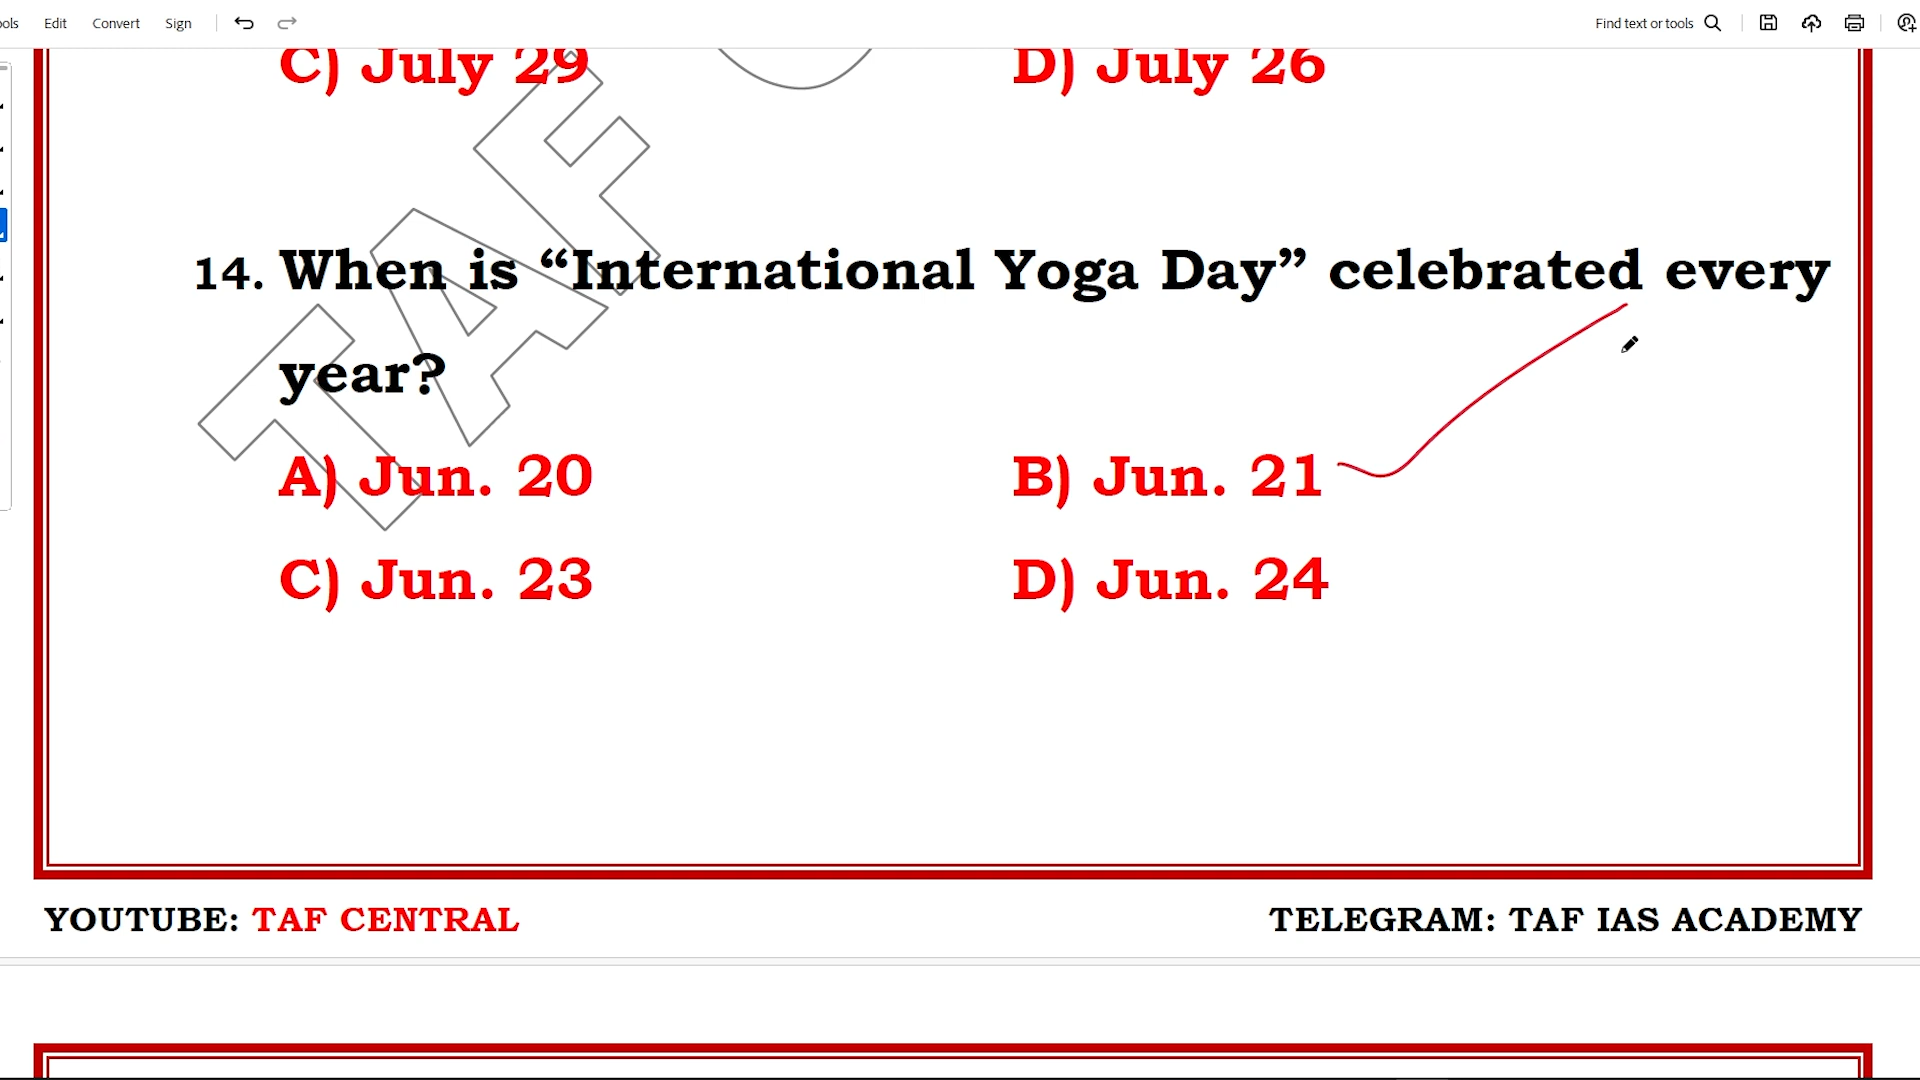 Edit Convert Sign Find text or tools
C) July 29 D) July 26
14. When is “International Yoga Day” celebrated every
year?
A) Jun. 20 B) Jun. 21
C) Jun. 23 D) Jun. 24
TAF
YOUTUBE: TAF CENTRAL TELEGRAM: TAF IAS ACADEMY